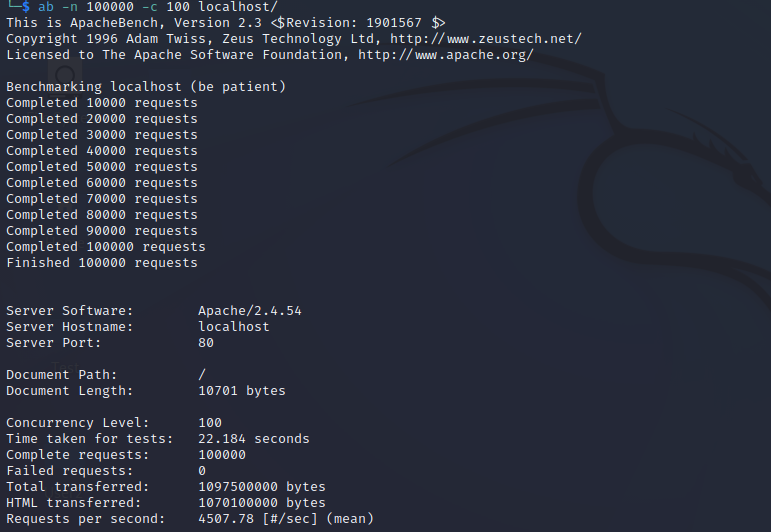 └─$ ab -n 100000 -c 100 localhost/
This is ApacheBench, Version 2.3 <$Revision: 1901567 $>
Copyright 1996 Adam Twiss, Zeus Technology Ltd, http://www.zeustech.net/
Licensed to The Apache Software Foundation, http://www.apache.org/

Benchmarking localhost (be patient)
Completed 10000 requests
Completed 20000 requests
Completed 30000 requests
Completed 40000 requests
Completed 50000 requests
Completed 60000 requests
Completed 70000 requests
Completed 80000 requests
Completed 90000 requests
Completed 100000 requests
Finished 100000 requests

Server Software:        Apache/2.4.54
Server Hostname:        localhost
Server Port:            80

Document Path:          /
Document Length:        10701 bytes

Concurrency Level:      100
Time taken for tests:   22.184 seconds
Complete requests:      100000
Failed requests:        0
Total transferred:      1097500000 bytes
HTML transferred:       1070100000 bytes
Requests per second:    4507.78 [#/sec] (mean)